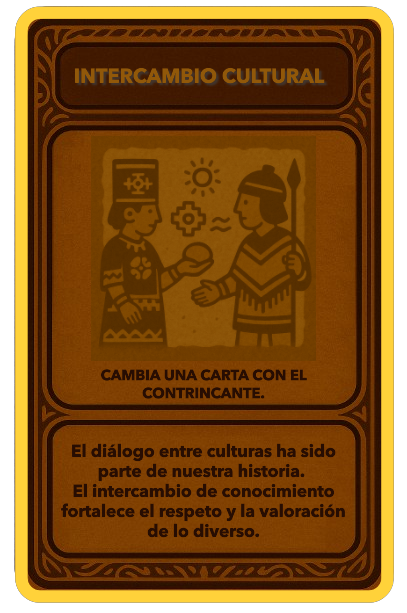 INTERCAMBIO CULTURAL
CAMBIA UNA CARTA CON EL
CONTRINCANTE.
El diálogo entre culturas ha sido
parte de nuestra historia.
El intercambio de conocimiento
fortalece el respeto y la valoración
de lo diverso.